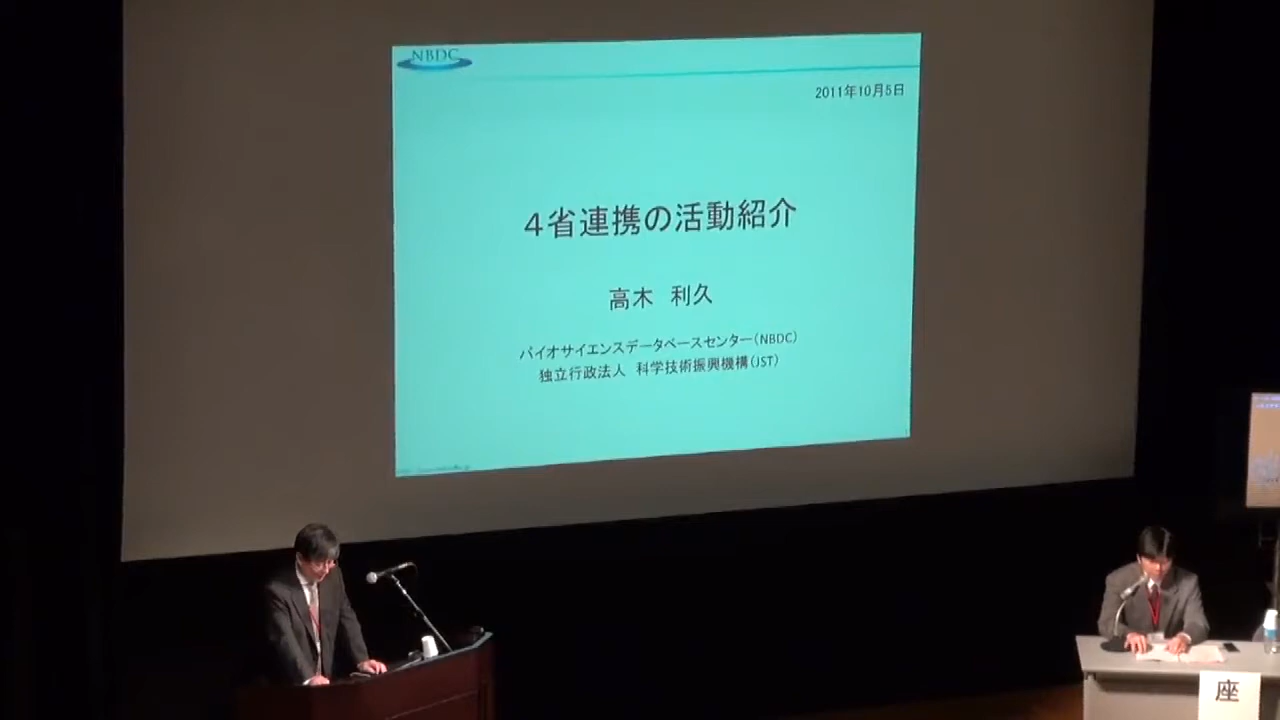 NBDC
2011年10月5日
4省連携の活動紹介
高木　利久
バイオサイエンスデータベースセンター(NBDC)
独立行政法人　科学技術振興機構(JST)
座